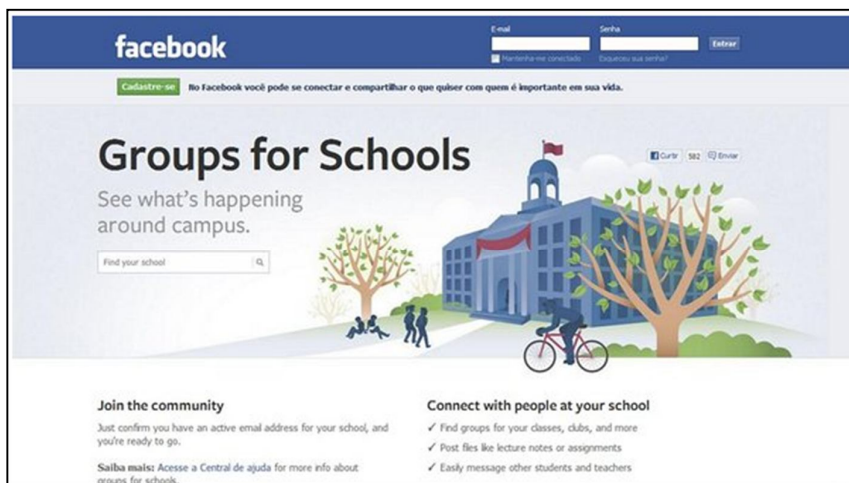 facebook
E-mail
Senha
Mantenha-me conectado
Esqueceu sua senha?
Entrar
Cadastre-se No Facebook você pode se conectar e compartilhar o que quiser com quem é importante em sua vida.
Groups for Schools
See what's happening
around campus.
Find your school
Curtir 582 Enviar
Join the community
Just confirm you have an active email address for your school, and
you're ready to go.
Saiba mais: Acesse a Central de ajuda for more info about
groups for schools.
Connect with people at your school
✓ Find groups for your classes, clubs, and more
✓ Post files like lecture notes or assignments
✓ Easily message other students and teachers